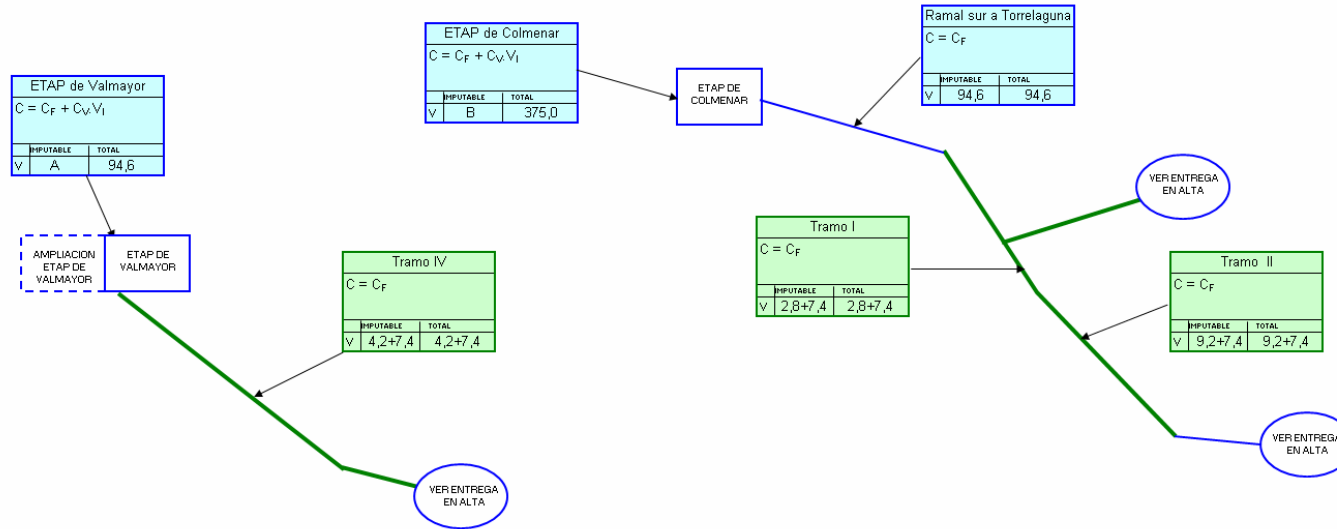 ETAP de Valmayor
C = CF + CV.VI
IMPUTABLE TOTAL
V A 94,6
AMPLIACION
ETAP DE
VALMAYOR
ETAP DE
VALMAYOR
Tramo IV
C = CF
IMPUTABLE TOTAL
V 4,2+7,4 4,2+7,4
VER ENTREGA
EN ALTA
ETAP de Colmenar
C = CF + CV.VI
IMPUTABLE TOTAL
V B 375,0
ETAP DE
COLMENAR
Ramal sur a Torrelaguna
C = CF
IMPUTABLE TOTAL
V 94,6 94,6
VER ENTREGA
EN ALTA
Tramo I
C = CF
IMPUTABLE TOTAL
V 2,8+7,4 2,8+7,4
Tramo II
C = CF
IMPUTABLE TOTAL
V 9,2+7,4 9,2+7,4
VER ENTREGA
EN ALTA